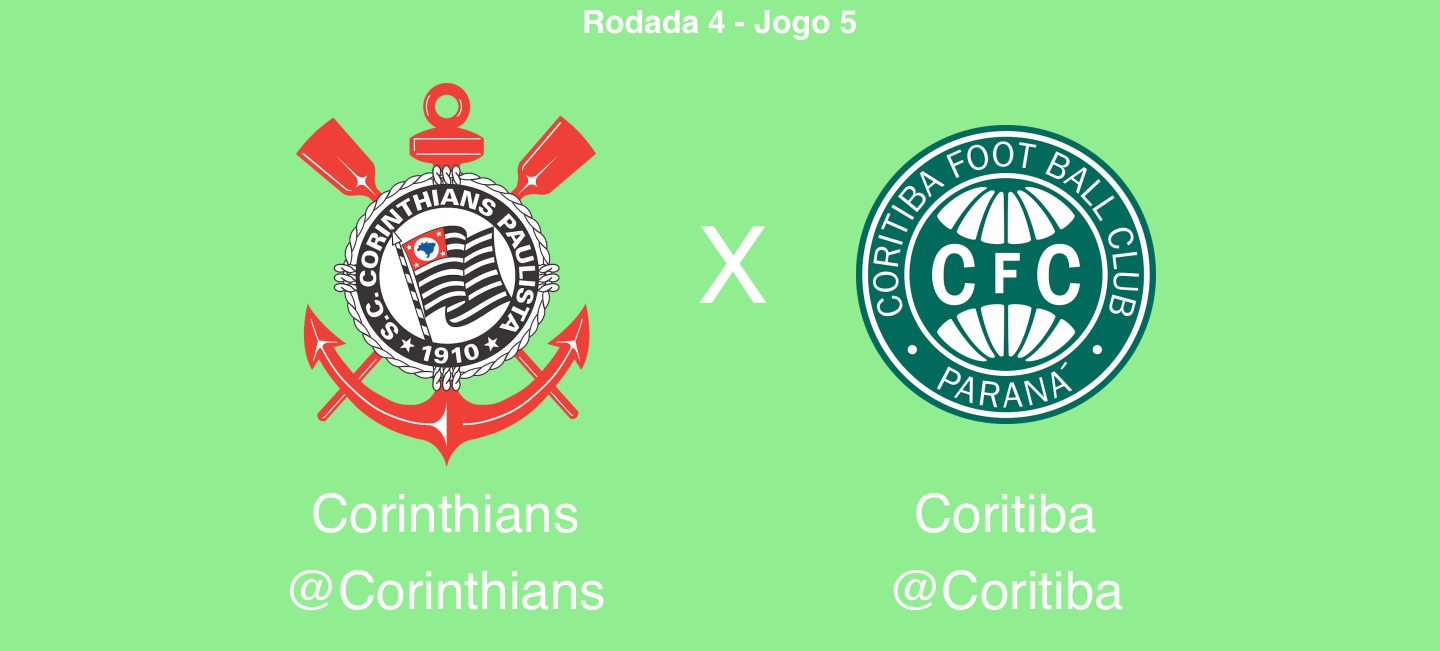 Rodada 4 - Jogo 5
S.C. CORINTHIANS PAULISTA
★ 1910 ★
X
CORITIBA FOOT BALL CLUB
CFC
• PARANÁ •
Corinthians
Coritiba
@Corinthians
@Coritiba